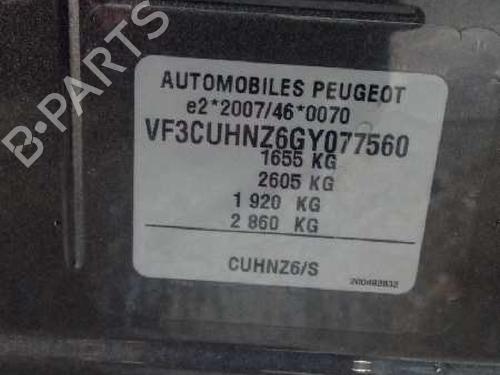 B-PARTS
AUTOMOBILES PEUGEOT
e2*2007/46*0070
VF3CUHNZ6GY077560
1655 KG
2605 KG
1 920 KG
2 860 KG
CUHNZ6/S